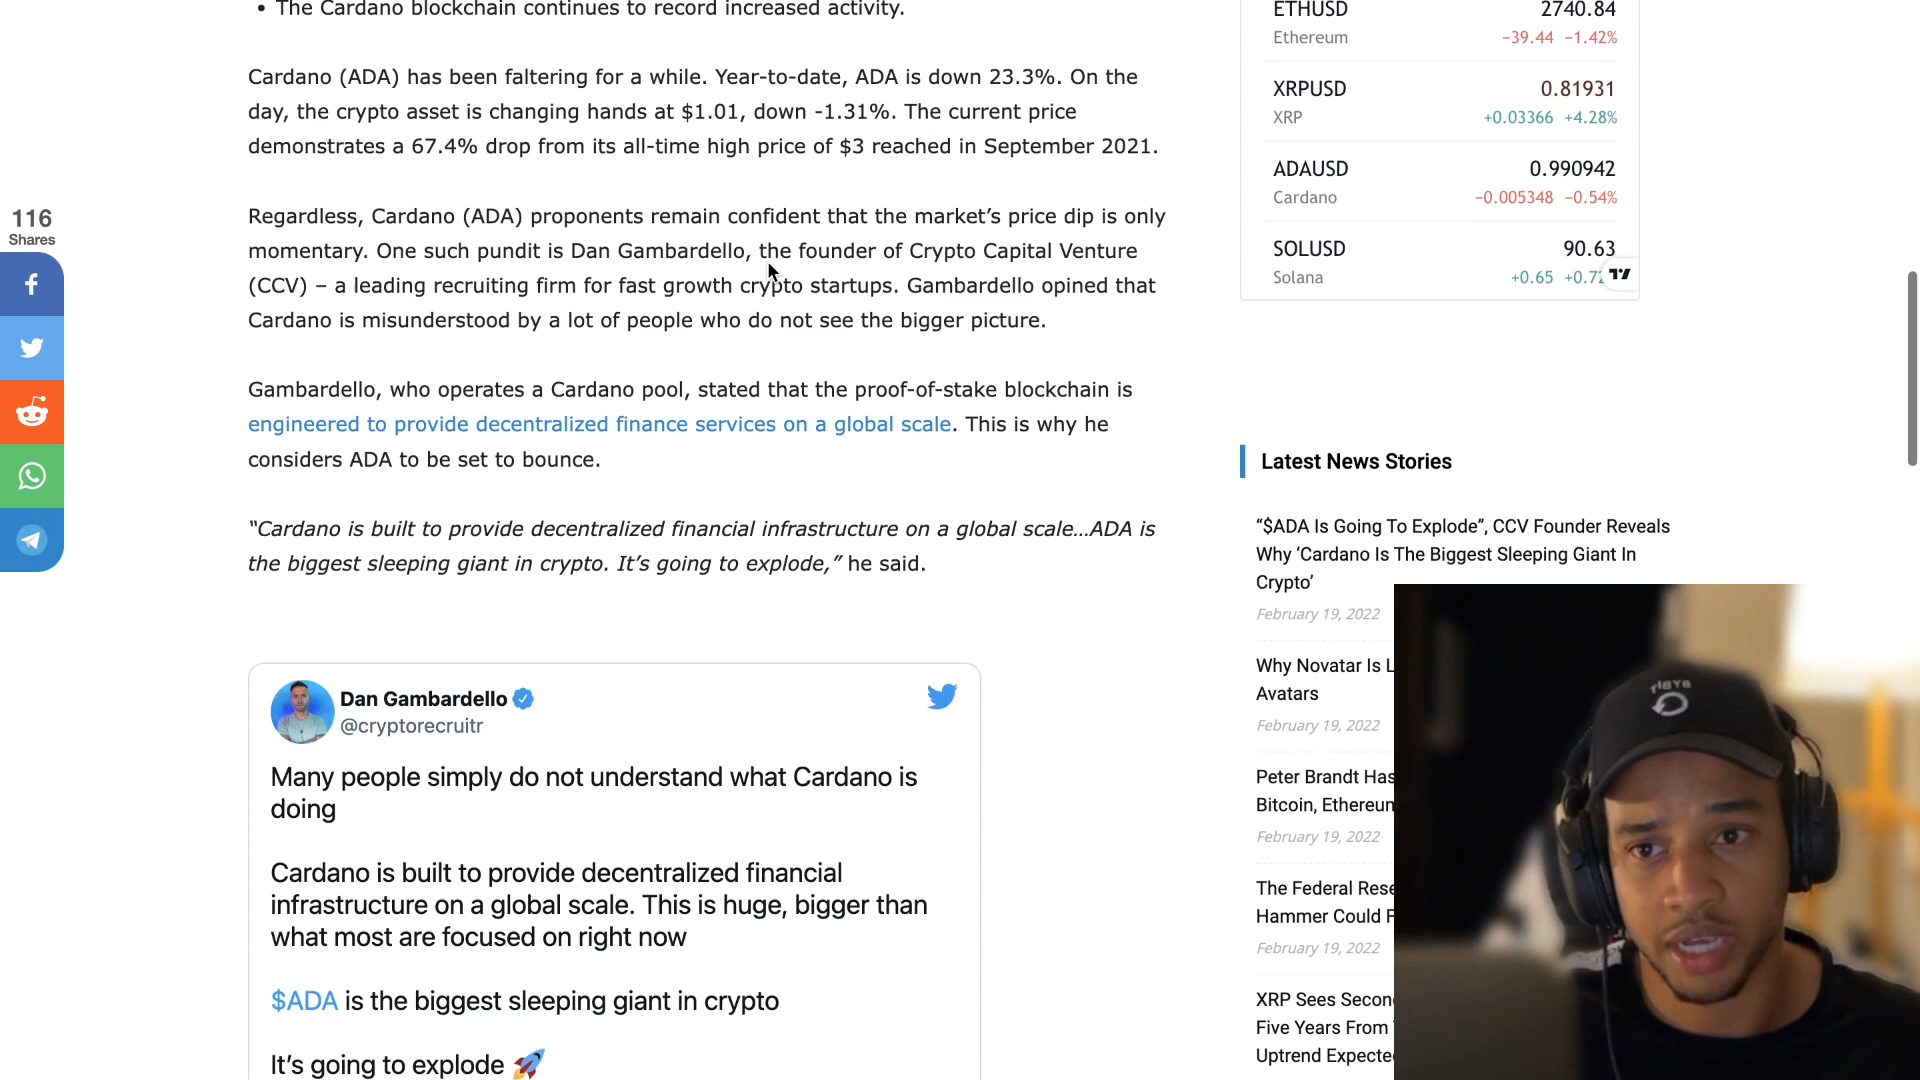 • The Cardano blockchain continues to record increased activity.
Cardano (ADA) has been faltering for a while. Year-to-date, ADA is down 23.3%. On the
day, the crypto asset is changing hands at $1.01, down -1.31%. The current price
demonstrates a 67.4% drop from its all-time high price of $3 reached in September 2021.
Regardless, Cardano (ADA) proponents remain confident that the market’s price dip is only
momentary. One such pundit is Dan Gambardello, the founder of Crypto Capital Venture
(CCV) – a leading recruiting firm for fast growth crypto startups. Gambardello opined that
Cardano is misunderstood by a lot of people who do not see the bigger picture.
Gambardello, who operates a Cardano pool, stated that the proof-of-stake blockchain is
engineered to provide decentralized finance services on a global scale. This is why he
considers ADA to be set to bounce.
“Cardano is built to provide decentralized financial infrastructure on a global scale…ADA is
the biggest sleeping giant in crypto. It’s going to explode,” he said.
116
Shares
Dan Gambardello
@cryptorecruitr
Many people simply do not understand what Cardano is
doing
Cardano is built to provide decentralized financial
infrastructure on a global scale. This is huge, bigger than
what most are focused on right now
$ADA is the biggest sleeping giant in crypto
It’s going to explode 🚀
ETHUSD 2740.84
Ethereum −39.44 −1.42%
XRPUSD 0.81931
XRP +0.03366 +4.28%
ADAUSD 0.990942
Cardano −0.005348 −0.54%
SOLUSD 90.63
Solana +0.65
Latest News Stories
“$ADA Is Going To Explode”, CCV Founder Reveals
Why ‘Cardano Is The Biggest Sleeping Giant In
Crypto’
February 19, 2022
Why Novatar Is
Avatars
February 19, 2022
Peter Brandt Has
Bitcoin,
February 19, 2022
The Federal
Hammer Could
February 19, 2022
XRP Sees
Five Years From
Uptrend